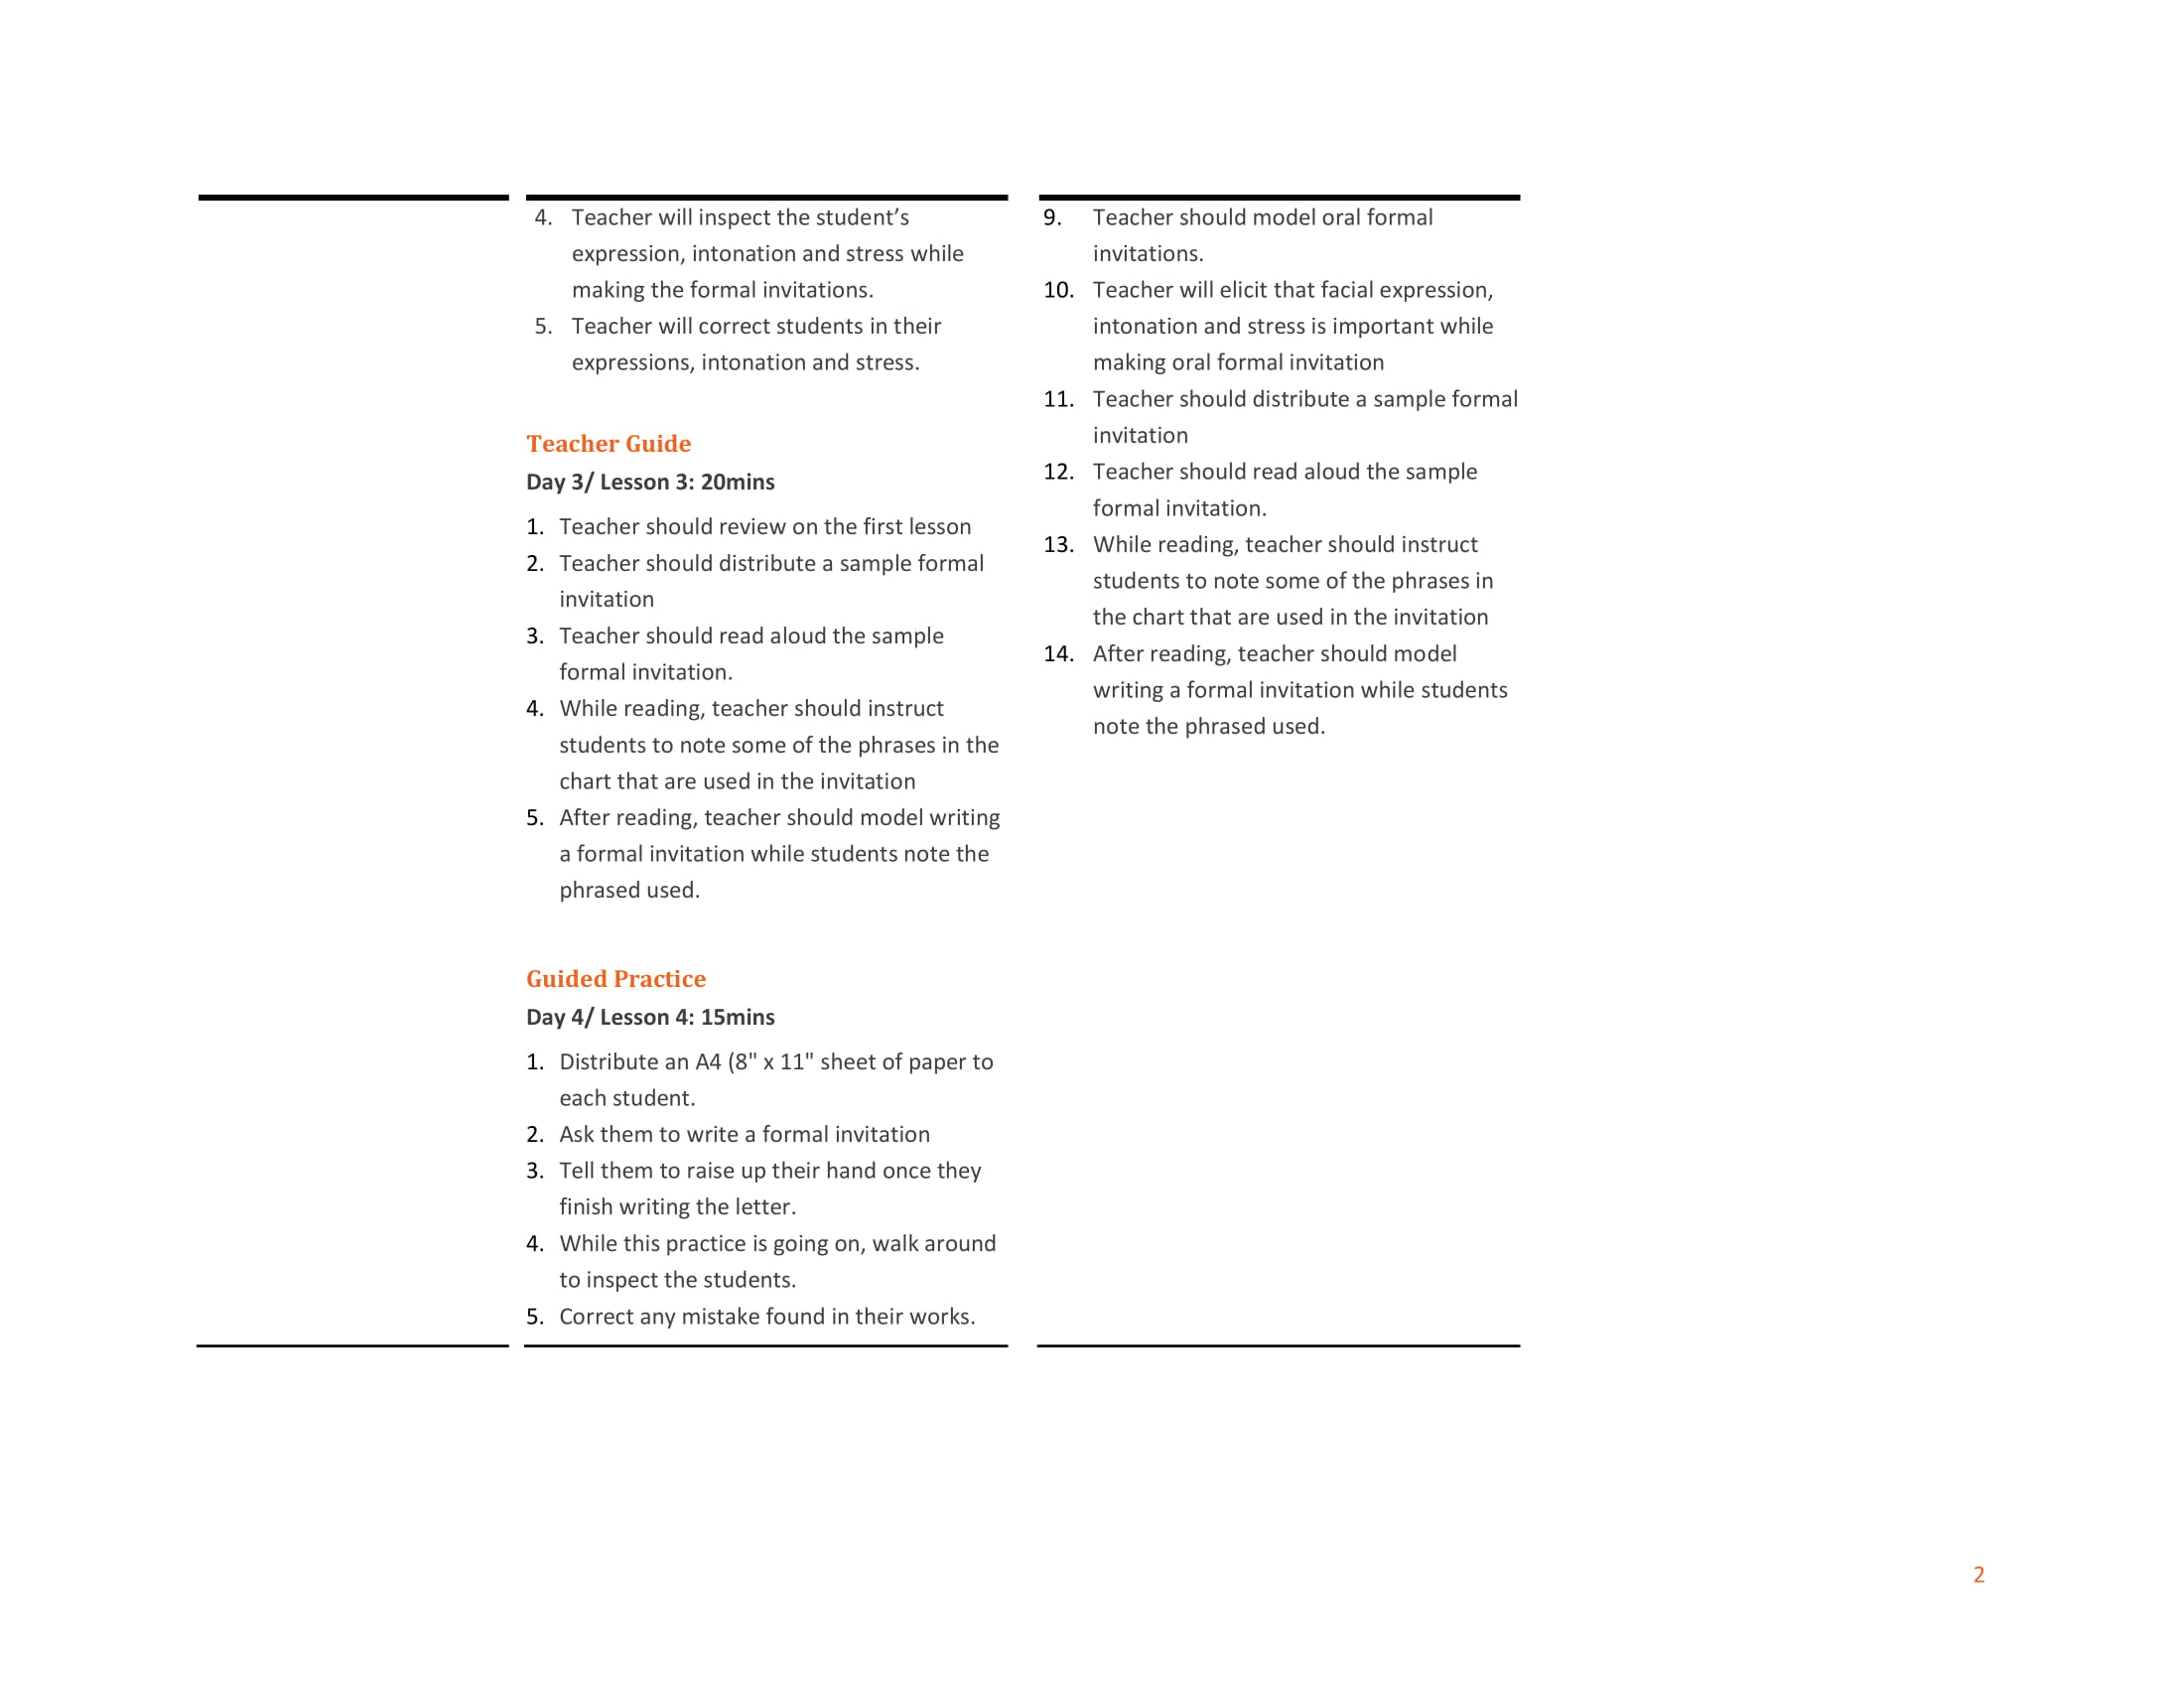 4. Teacher will inspect the student’s
expression, intonation and stress while
making the formal invitations.
5. Teacher will correct students in their
expressions, intonation and stress.
Teacher Guide
Day 3/ Lesson 3: 20mins
1. Teacher should review on the first lesson
2. Teacher should distribute a sample formal
invitation
3. Teacher should read aloud the sample
formal invitation.
4. While reading, teacher should instruct
students to note some of the phrases in the
chart that are used in the invitation
5. After reading, teacher should model writing
a formal invitation while students note the
phrased used.
Guided Practice
Day 4/ Lesson 4: 15mins
1. Distribute an A4 (8" x 11" sheet of paper to
each student.
2. Ask them to write a formal invitation
3. Tell them to raise up their hand once they
finish writing the letter.
4. While this practice is going on, walk around
to inspect the students.
5. Correct any mistake found in their works.
9. Teacher should model oral formal
invitations.
10. Teacher will elicit that facial expression,
intonation and stress is important while
making oral formal invitation
11. Teacher should distribute a sample formal
invitation
12. Teacher should read aloud the sample
formal invitation.
13. While reading, teacher should instruct
students to note some of the phrases in
the chart that are used in the invitation
14. After reading, teacher should model
writing a formal invitation while students
note the phrased used.
2